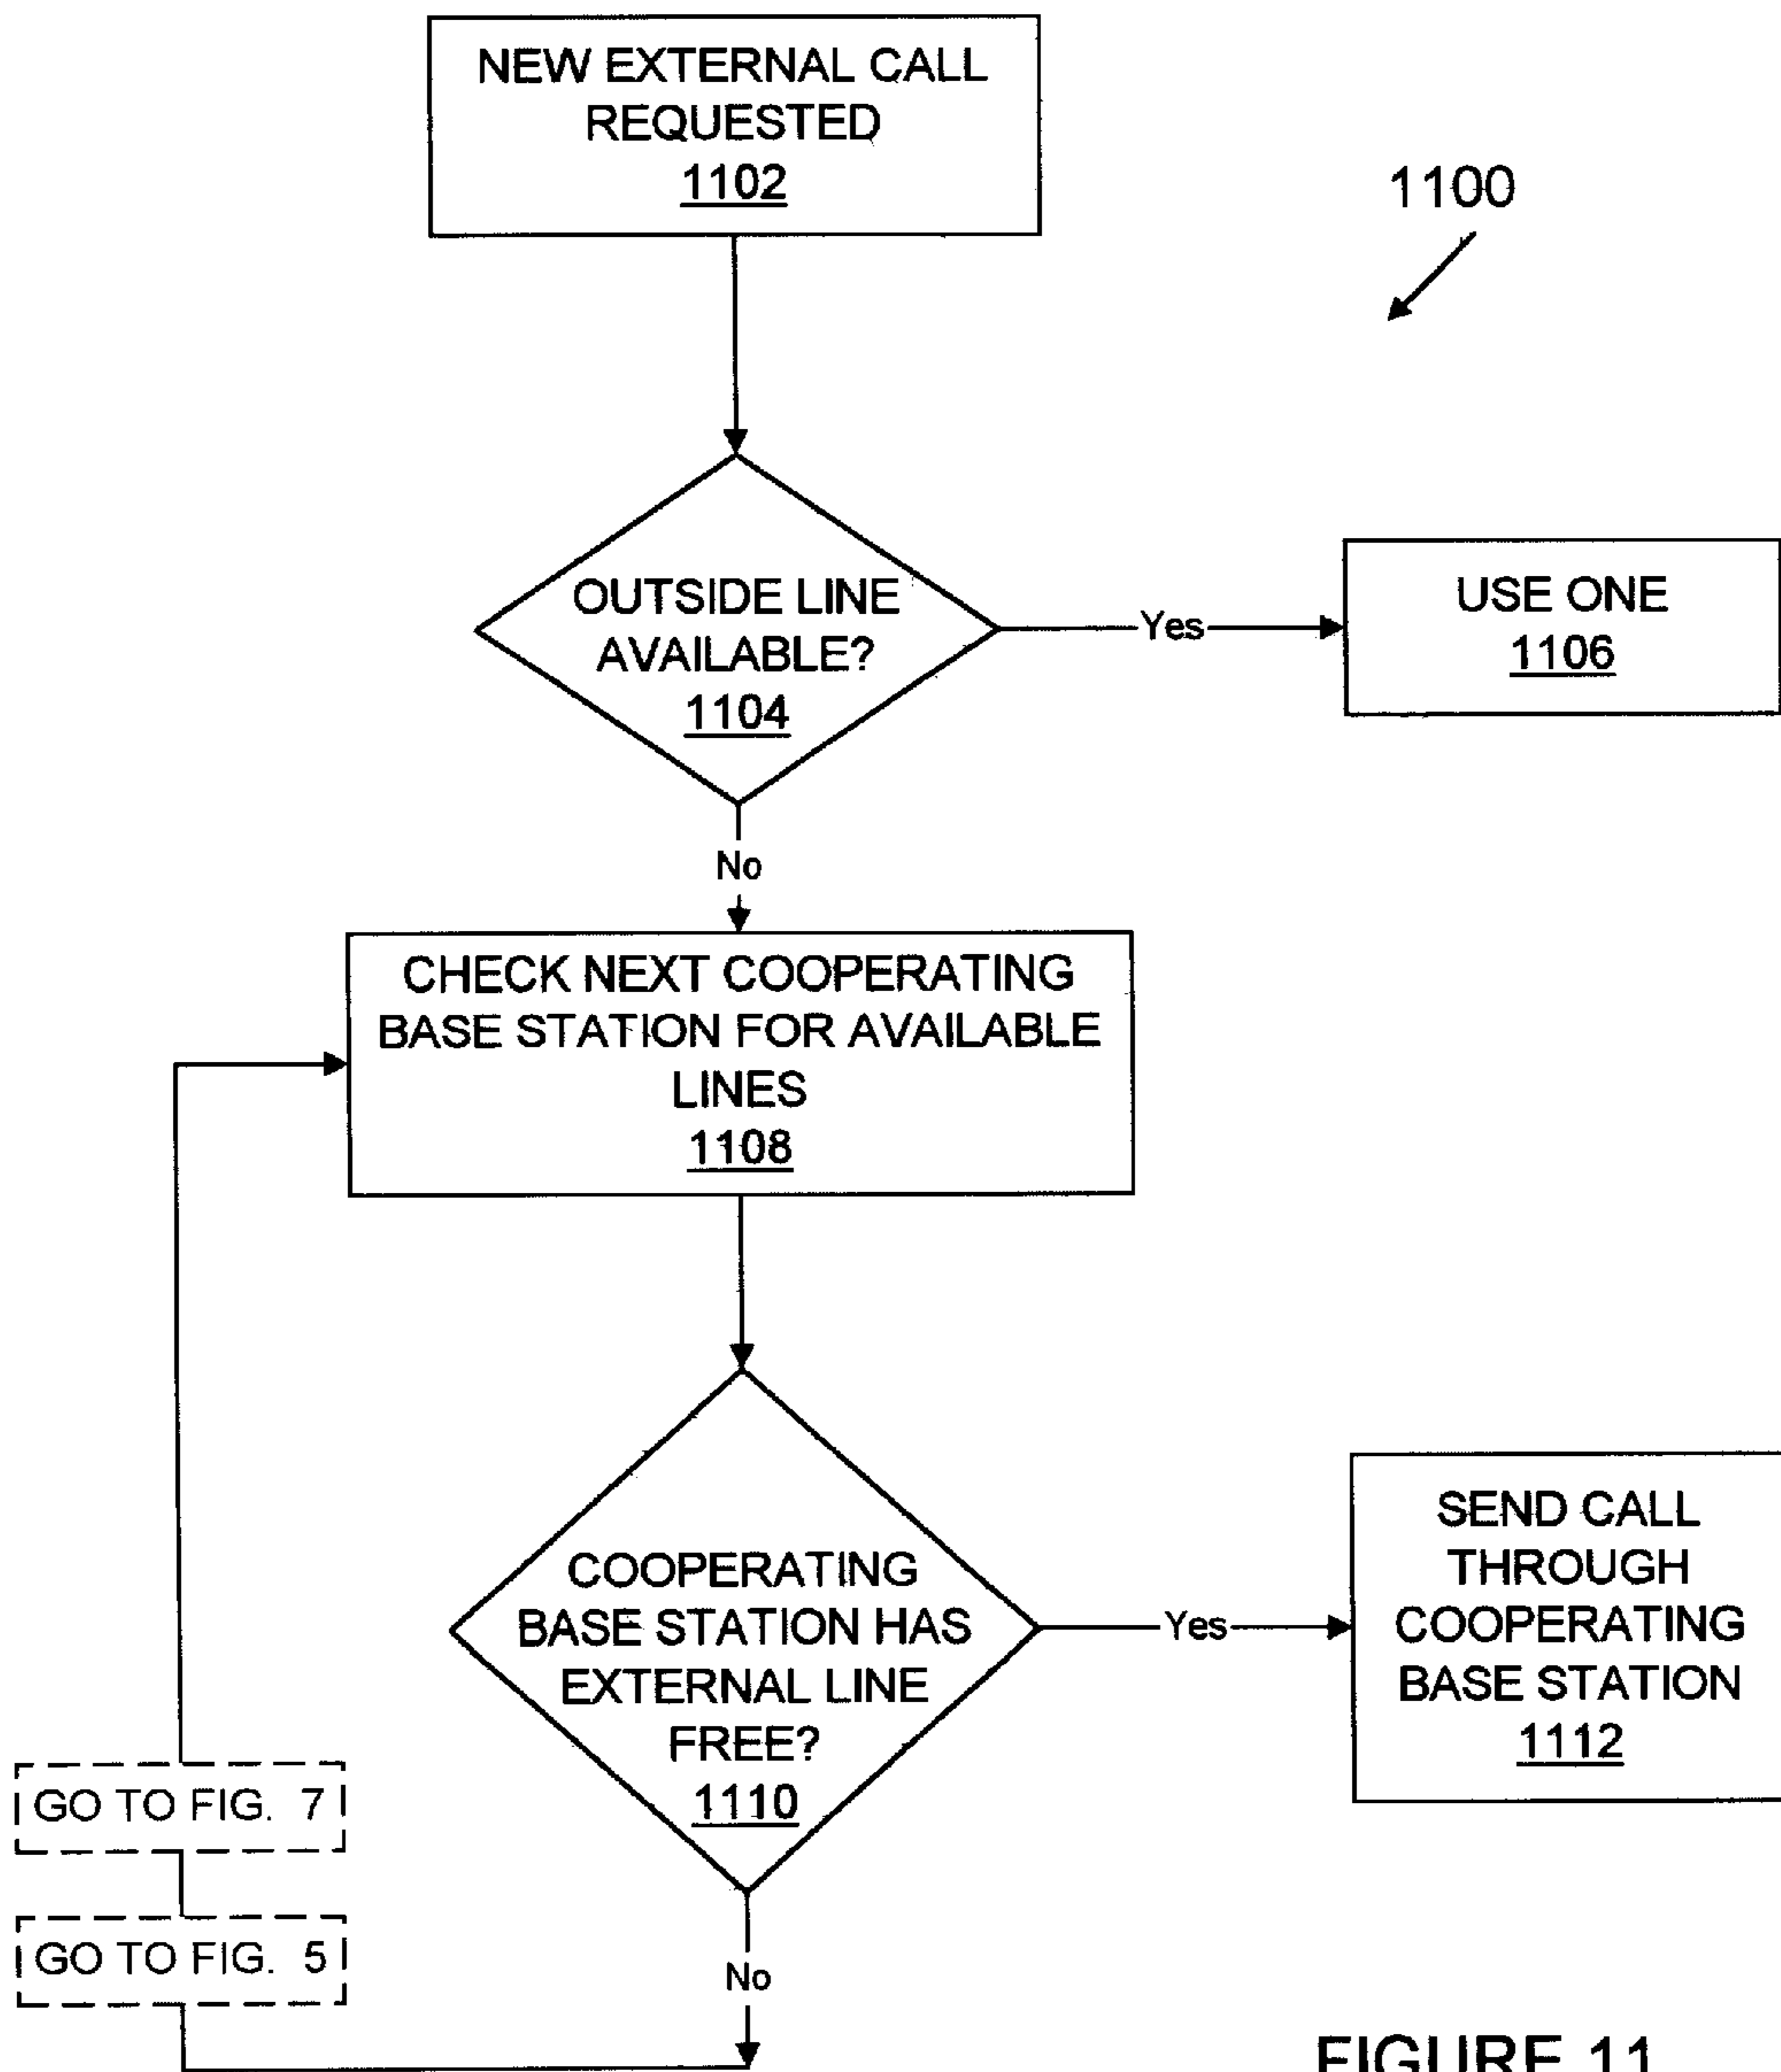 NEW EXTERNAL CALL
REQUESTED
1102
1100
OUTSIDE LINE
AVAILABLE?
1104
Yes
USE ONE
1106
No
CHECK NEXT COOPERATING
BASE STATION FOR AVAILABLE
LINES
1108
COOPERATING
BASE STATION HAS
EXTERNAL LINE
FREE?
1110
Yes
SEND CALL
THROUGH
COOPERATING
BASE STATION
1112
GO TO FIG. 7
GO TO FIG. 5
No
FIGURE 11